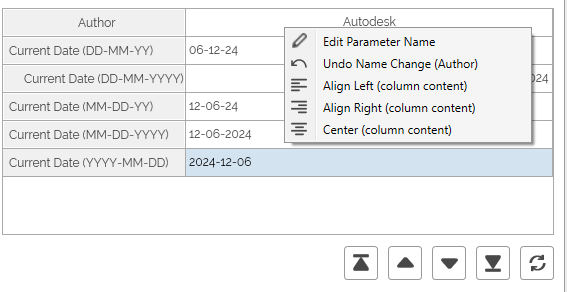 Author Autodesk
Current Date (DD-MM-YY) 06-12-24
Edit Parameter Name
Undo Name Change (Author)
Current Date (DD-MM-YYYY) 024
Align Left (column content)
Current Date (MM-DD-YY) 12-06-24
Align Right (column content)
Current Date (MM-DD-YYYY) 12-06-2024
Center (column content)
Current Date (YYYY-MM-DD) 2024-12-06